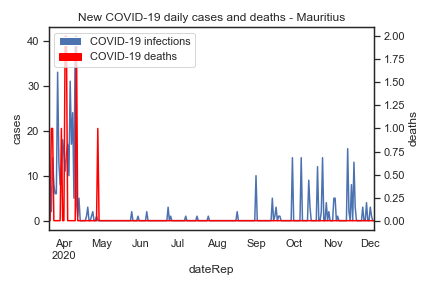 New COVID-19 daily cases and deaths - Mauritius
COVID-19 infections
COVID-19 deaths
cases
40
30
20
10
0
deaths
2.00
1.75
1.50
1.25
1.00
0.75
0.50
0.25
0.00
Apr May Jun Jul Aug Sep Oct Nov Dec
2020
dateRep